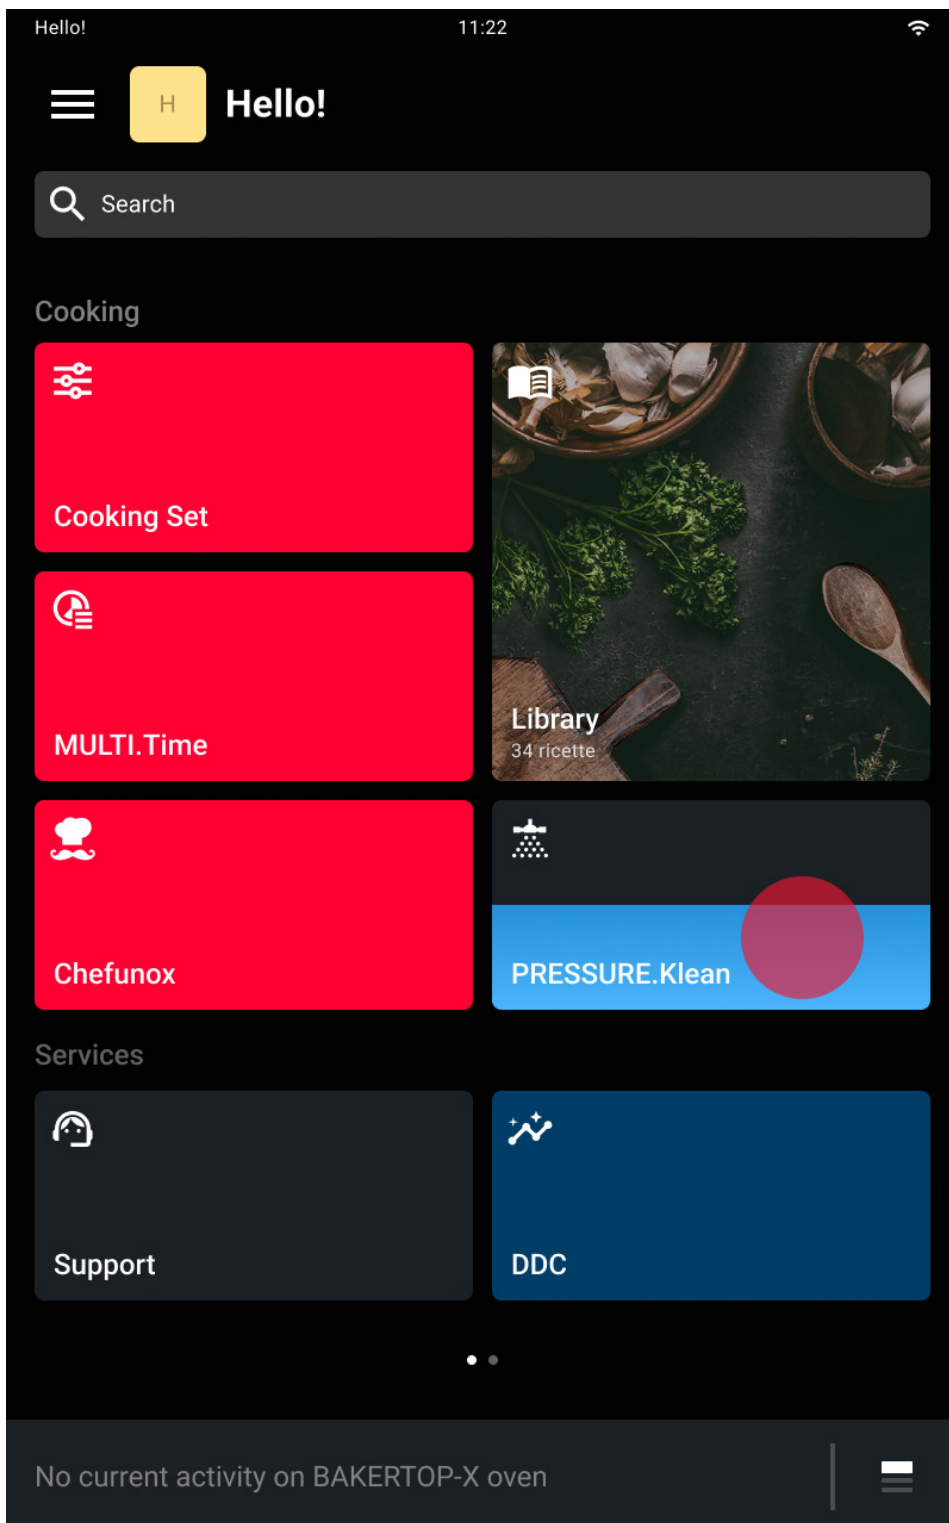 Hello!
11:22
H
Hello!
Search
Cooking
Cooking Set
MULTI.Time
Library
34 ricette
Chefunox
PRESSURE.Klean
Services
Support
DDC
No current activity on BAKERTOP-X oven